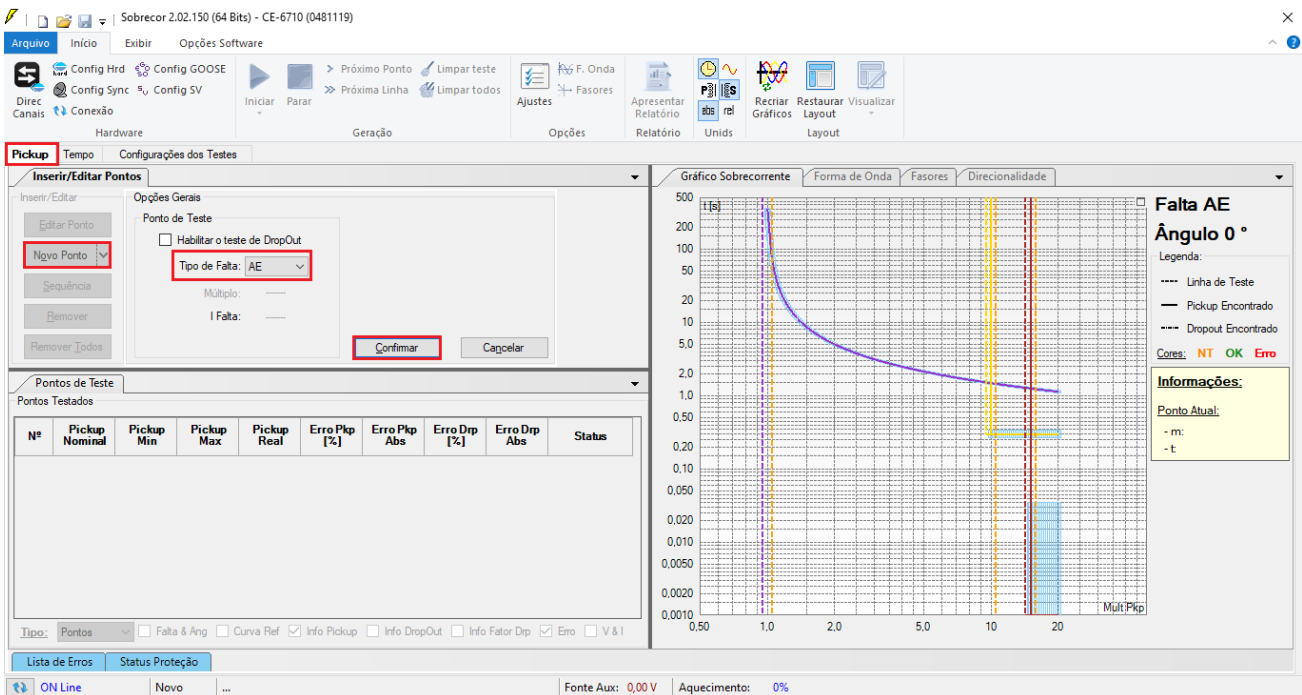 Sobrecor 2.02.150 (64 Bits) - CE-6710 (0481119)
Arquivo Início Exibir Opções Software
Config Hrd Config GOOSE
Config Sync Config SV
Direc Canais Conexão
Hardware
Iniciar Parar
Próximo Ponto Limpar teste
Próxima Linha Limpar todos
Geração
Ajustes
F. Onda
Fasores
Opções
Apresentar Relatório
Relatório
abs rel
Unids
Recriar Gráficos Restaurar Layout Visualizar
Layout
Pickup Tempo Configurações dos Testes
Inserir/Editar Pontos
Inserir/Editar
Editar Ponto
Novo Ponto
Sequência
Remover
Remover Todos
Opções Gerais
Ponto de Teste
Habilitar o teste de DropOut
Tipo de Falta: AE
Múltiplo: -----
I Falta: -----
Confirmar Cancelar
Pontos de Teste
Pontos Testados
Nº Pickup Nominal Pickup Min Pickup Max Pickup Real Erro Pkp [%] Erro Pkp Abs Erro Drp [%] Erro Drp Abs Status
Tipo: Pontos Falta & Ang Curva Ref Info Pickup Info DropOut Info Fator Drp Erro V & I
Gráfico Sobrecorrente Forma de Onda Fasores Direcionalidade
t [s]
500
200
100
50
20
10
5,0
2,0
1,0
0,50
0,20
0,10
0,050
0,020
0,010
0,0050
0,0020
0,0010
Mult Pkp
0,50 1,0 2,0 5,0 10 20
Falta AE
Ângulo 0 °
Legenda:
Linha de Teste
Pickup Encontrado
Dropout Encontrado
Cores: NT OK Erro
Informações:
Ponto Atual:
- m:
- t:
Lista de Erros Status Proteção
ON Line Novo ... Fonte Aux: 0,00 V Aquecimento: 0%